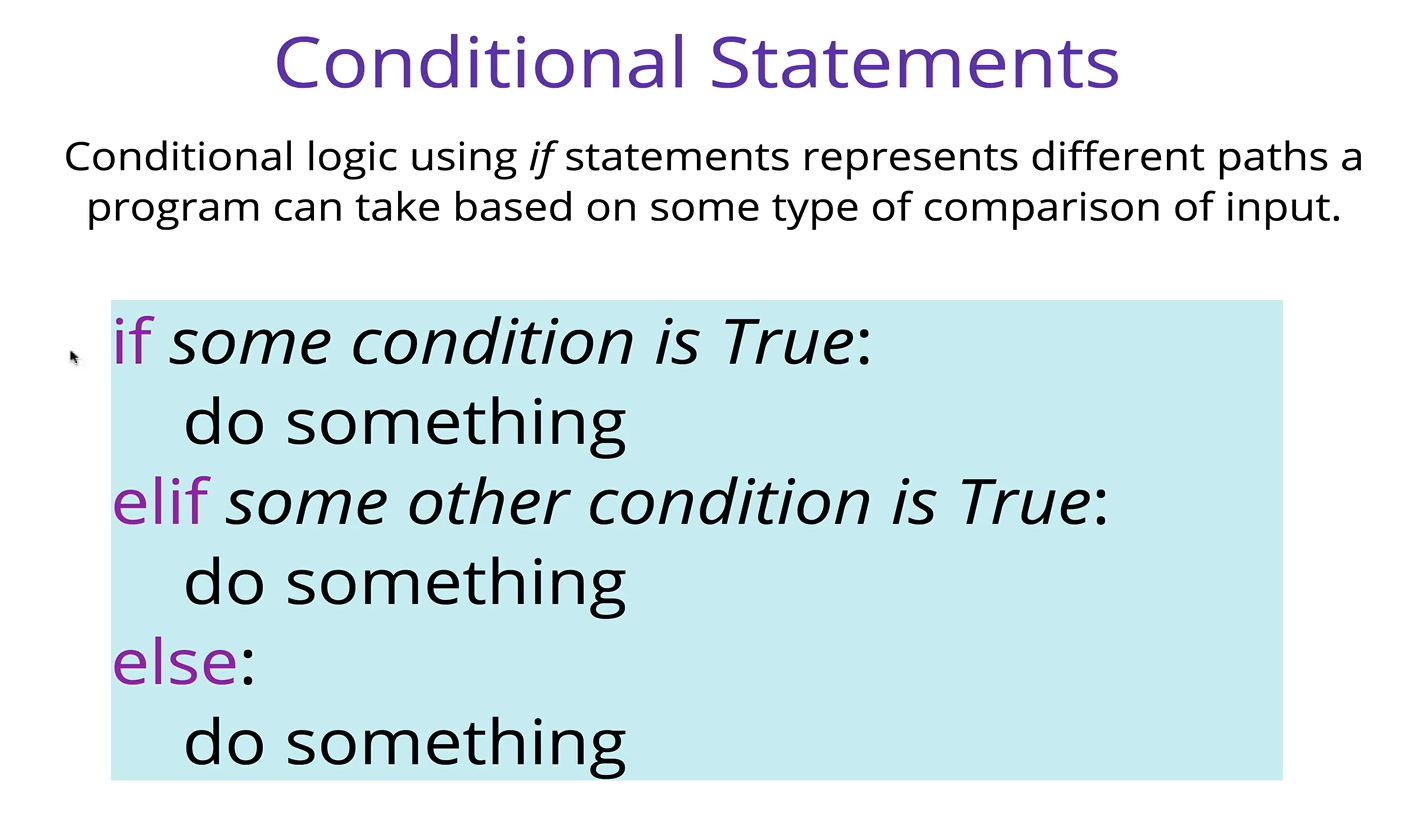 Conditional Statements
Conditional logic using if statements represents different paths a
program can take based on some type of comparison of input.
if some condition is True:
do something
elif some other condition is True:
do something
else:
do something